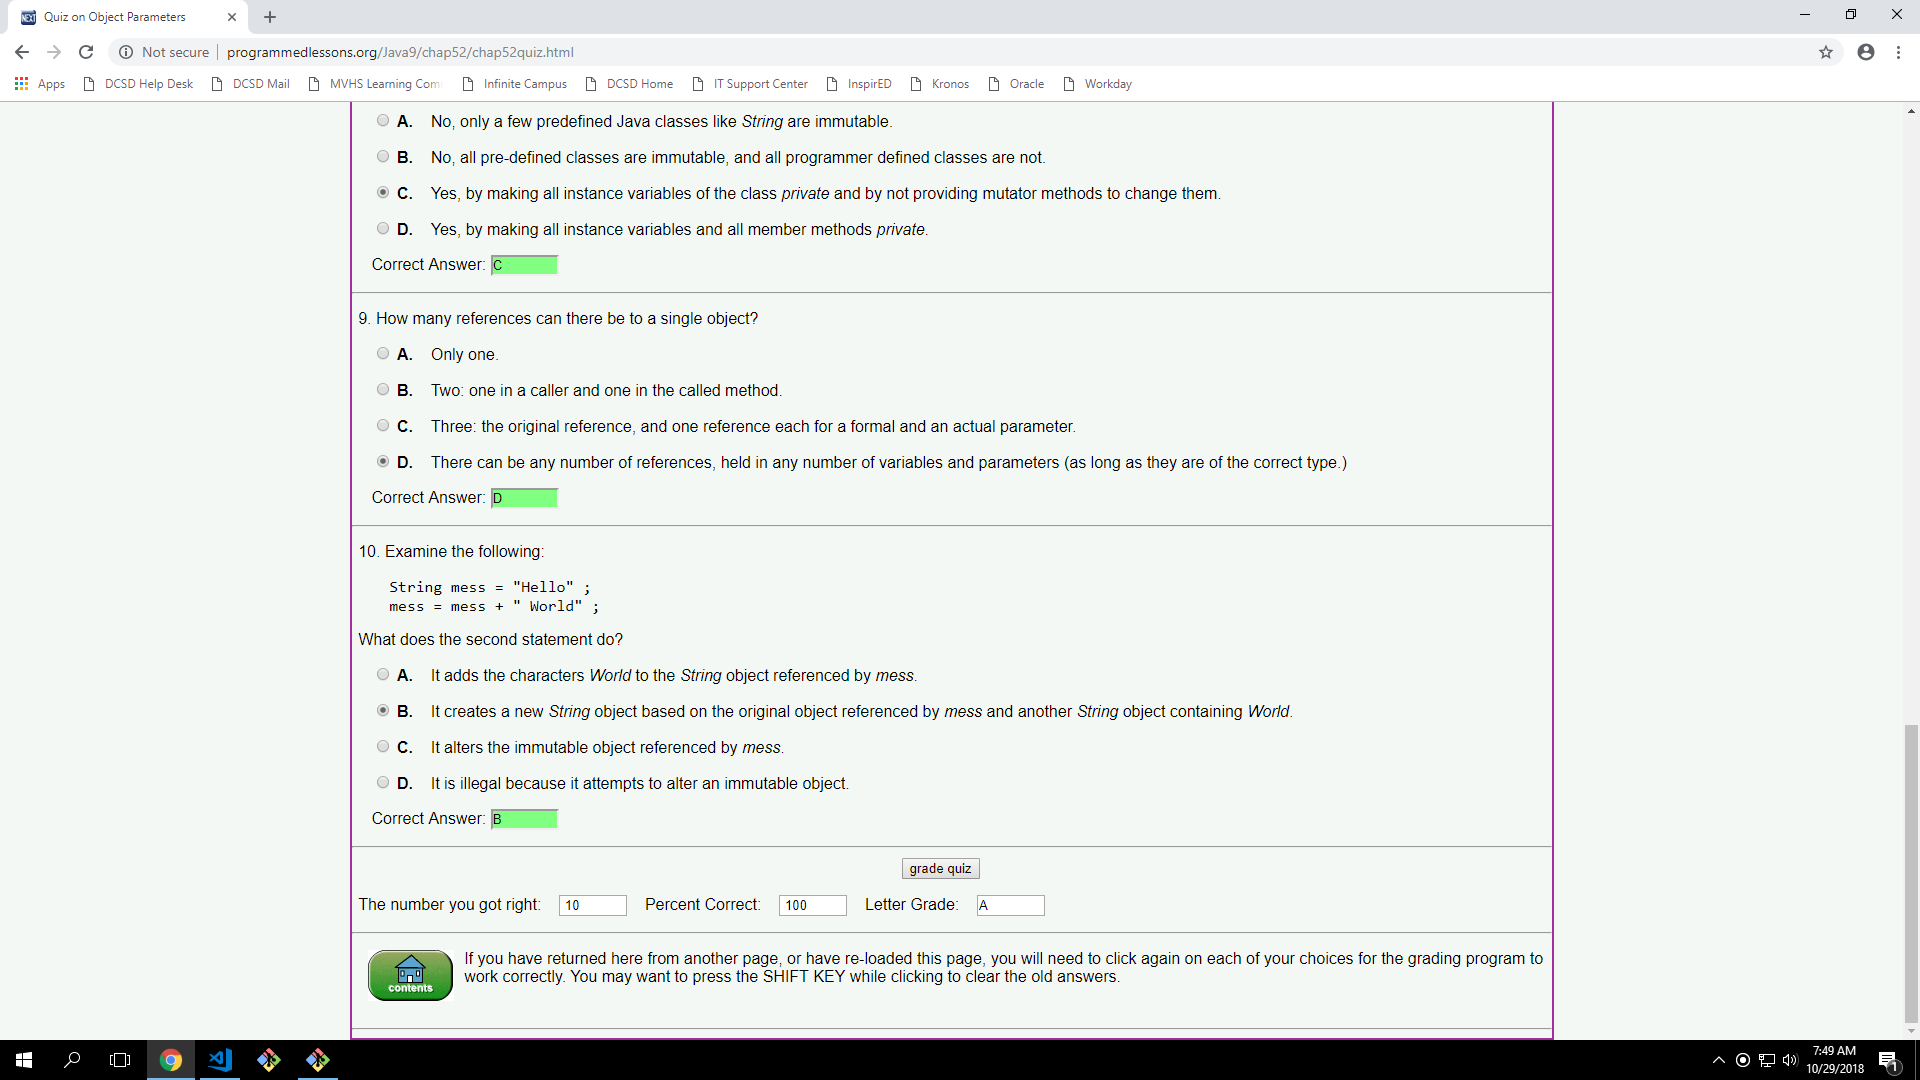 Quiz on Object Parameters
Not secure | programmedlessons.org/Java9/chap52/chap52quiz.html
Apps DCSD Help Desk DCSD Mail MVHS Learning Com Infinite Campus DCSD Home IT Support Center InspirED Kronos Oracle Workday
A. No, only a few predefined Java classes like String are immutable.
B. No, all pre-defined classes are immutable, and all programmer defined classes are not.
C. Yes, by making all instance variables of the class private and by not providing mutator methods to change them.
D. Yes, by making all instance variables and all member methods private.
Correct Answer: C
9. How many references can there be to a single object?
A. Only one.
B. Two: one in a caller and one in the called method.
C. Three: the original reference, and one reference each for a formal and an actual parameter.
D. There can be any number of references, held in any number of variables and parameters (as long as they are of the correct type.)
Correct Answer: D
10. Examine the following:
String mess = "Hello" ;
mess = mess + " World" ;
What does the second statement do?
A. It adds the characters World to the String object referenced by mess.
B. It creates a new String object based on the original object referenced by mess and another String object containing World.
C. It alters the immutable object referenced by mess.
D. It is illegal because it attempts to alter an immutable object.
Correct Answer: B
grade quiz
The number you got right: 10 Percent Correct: 100 Letter Grade: A
If you have returned here from another page, or have re-loaded this page, you will need to click again on each of your choices for the grading program to
work correctly. You may want to press the SHIFT KEY while clicking to clear the old answers.
contents
7:49 AM
10/29/2018
1